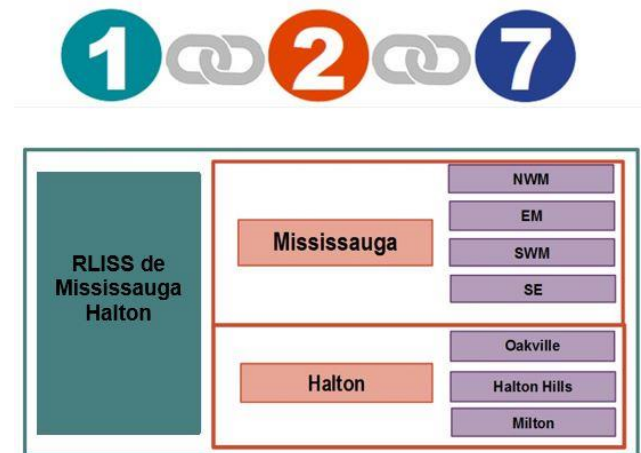 1 2 7
RLISS de
Mississauga
Halton
Mississauga
NWM
EM
SWM
SE
Halton
Oakville
Halton Hills
Milton